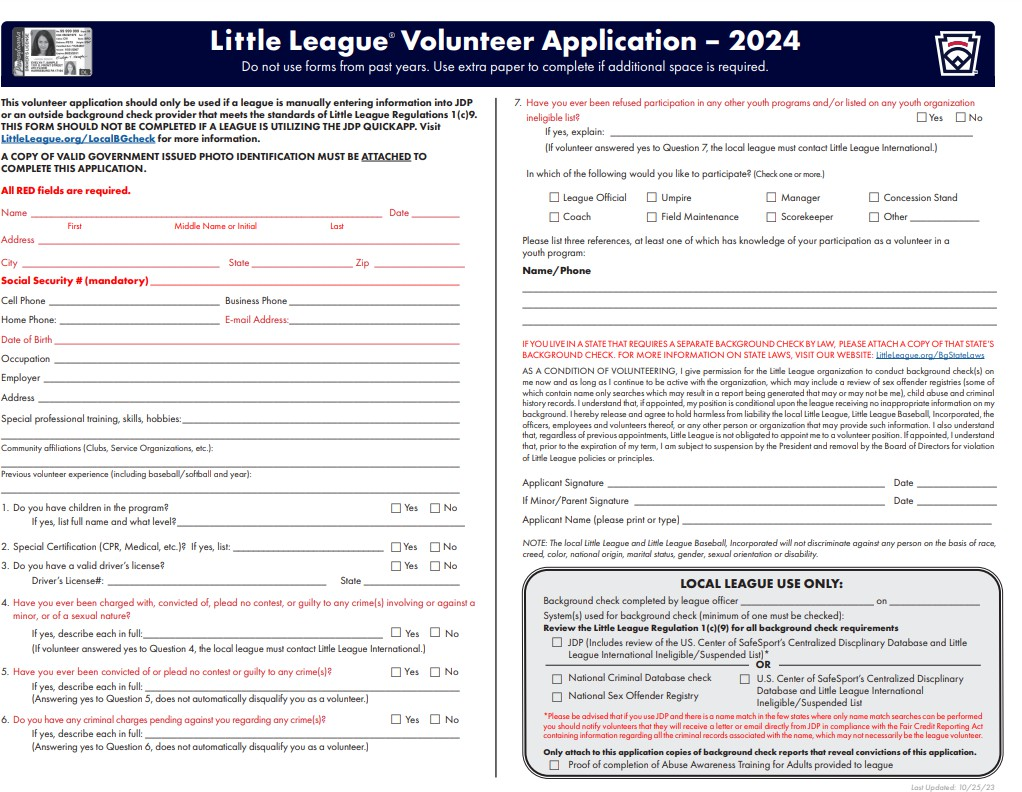 Little League® Volunteer Application – 2024
Do not use forms from past years. Use extra paper to complete if additional space is required.
This volunteer application should only be used if a league is manually entering information into JDP
or an outside background check provider that meets the standards of Little League Regulations 1(c)9.
THIS FORM SHOULD NOT BE COMPLETED IF A LEAGUE IS UTILIZING THE JDP QUICKAPP. Visit
LittleLeague.org/LocalBGcheck for more information.
A COPY OF VALID GOVERNMENT ISSUED PHOTO IDENTIFICATION MUST BE ATTACHED TO
COMPLETE THIS APPLICATION.
All RED fields are required.
Name Date
First Middle Name or Initial Last
Address
City State Zip
Social Security # (mandatory)
Cell Phone Business Phone
Home Phone: E-mail Address:
Date of Birth
Occupation
Employer
Address
Special professional training, skills, hobbies:
Community affiliations (Clubs, Service Organizations, etc.):
Previous volunteer experience (including baseball/softball and year):
1. Do you have children in the program? Yes No
If yes, list full name and what level?
2. Special Certification (CPR, Medical, etc.)? If yes, list: Yes No
3. Do you have a valid driver's license? Yes No
Driver's License#: State
4. Have you ever been charged with, convicted of, plead no contest, or guilty to any crime(s) involving or against a
minor, or of a sexual nature?
If yes, describe each in full: Yes No
(If volunteer answered yes to Question 4, the local league must contact Little League International.)
5. Have you ever been convicted of or plead no contest or guilty to any crime(s)? Yes No
If yes, describe each in full:
(Answering yes to Question 5, does not automatically disqualify you as a volunteer.)
6. Do you have any criminal charges pending against you regarding any crime(s)? Yes No
If yes, describe each in full:
(Answering yes to Question 6, does not automatically disqualify you as a volunteer.)
7. Have you ever been refused participation in any other youth programs and/or listed on any youth organization
ineligible list? Yes No
If yes, explain:
(If volunteer answered yes to Question 7, the local league must contact Little League International.)
In which of the following would you like to participate? (Check one or more.)
League Official Umpire Manager Concession Stand
Coach Field Maintenance Scorekeeper Other
Please list three references, at least one of which has knowledge of your participation as a volunteer in a
youth program:
Name/Phone
IF YOU LIVE IN A STATE THAT REQUIRES A SEPARATE BACKGROUND CHECK BY LAW, PLEASE ATTACH A COPY OF THAT STATE'S
BACKGROUND CHECK. FOR MORE INFORMATION ON STATE LAWS, VISIT OUR WEBSITE: LittleLeague.org/BgStateLaws
AS A CONDITION OF VOLUNTEERING, I give permission for the Little League organization to conduct background check(s) on
me now and as long as I continue to be active with the organization, which may include a review of sex offender registries (some of
which contain name only searches which may result in a report being generated that may or may not be me), child abuse and criminal
history records. I understand that, if appointed, my position is conditional upon the league receiving no inappropriate information on my
background. I hereby release and agree to hold harmless from liability the local Little League, Little League Baseball, Incorporated, the
officers, employees and volunteers thereof, or any other person or organization that may provide such information. I also understand
that, regardless of previous appointments, Little League is not obligated to appoint me to a volunteer position. If appointed, I understand
that, prior to the expiration of my term, I am subject to suspension by the President and removal by the Board of Directors for violation
of Little League policies or principles.
Applicant Signature Date
If Minor/Parent Signature Date
Applicant Name (please print or type)
NOTE: The local Little League and Little League Baseball, Incorporated will not discriminate against any person on the basis of race,
creed, color, national origin, marital status, gender, sexual orientation or disability.
LOCAL LEAGUE USE ONLY:
Background check completed by league officer on
System(s) used for background check (minimum of one must be checked):
Review the Little League Regulation 1(c)(9) for all background check requirements
JDP (Includes review of the US. Center of SafeSport's Centralized Discplinary Database and Little
League International Ineligible/Suspended List)*
OR
National Criminal Database check U.S. Center of SafeSport's Centralized Discplinary
National Sex Offender Registry Database and Little League International
Ineligible/Suspended List
*Please be advised that if you use JDP and there is a name match in the few states where only name match searches can be performed
you should notify volunteers that they will receive a letter or email directly from JDP in compliance with the Fair Credit Reporting Act
containing information regarding all the criminal records associated with the name, which may not necessarily be the league volunteer.
Only attach to this application copies of background check reports that reveal convictions of this application.
Proof of completion of Abuse Awareness Training for Adults provided to league
Last Updated: 10/25/23